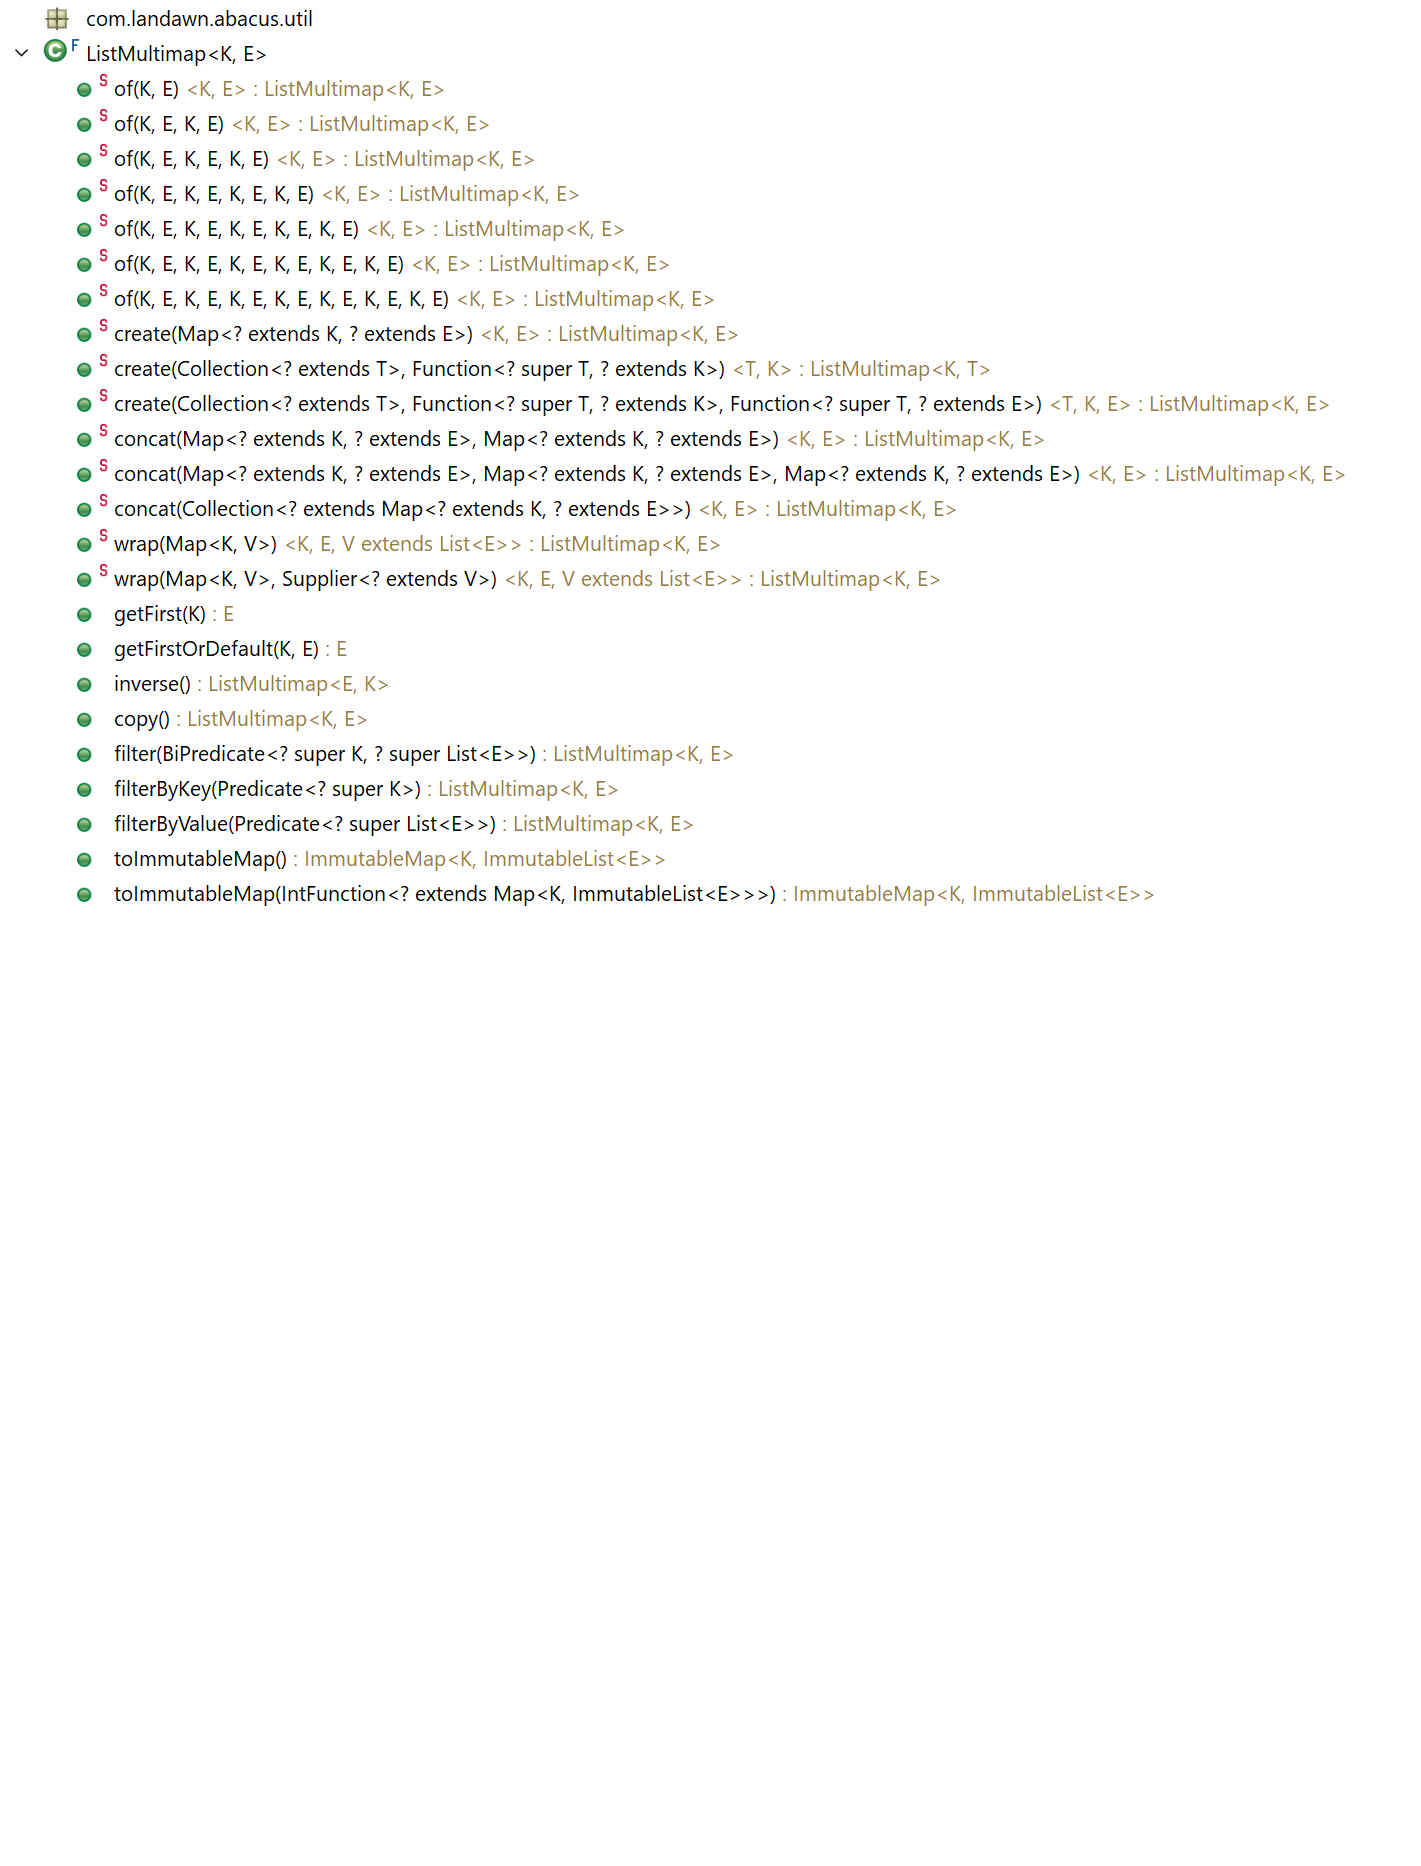 com.landawn.abacus.util
ListMultimap<K, E>
of(K, E) <K, E> : ListMultimap<K, E>
of(K, E, K, E) <K, E> : ListMultimap<K, E>
of(K, E, K, E, K, E) <K, E> : ListMultimap<K, E>
of(K, E, K, E, K, E, K, E) <K, E> : ListMultimap<K, E>
of(K, E, K, E, K, E, K, E, K, E) <K, E> : ListMultimap<K, E>
of(K, E, K, E, K, E, K, E, K, E, K, E) <K, E> : ListMultimap<K, E>
of(K, E, K, E, K, E, K, E, K, E, K, E, K, E) <K, E> : ListMultimap<K, E>
create(Map<? extends K, ? extends E>) <K, E> : ListMultimap<K, E>
create(Collection<? extends T>, Function<? super T, ? extends K>) <T, K> : ListMultimap<K, T>
create(Collection<? extends T>, Function<? super T, ? extends K>, Function<? super T, ? extends E>) <T, K, E> : ListMultimap<K, E>
concat(Map<? extends K, ? extends E>, Map<? extends K, ? extends E>) <K, E> : ListMultimap<K, E>
concat(Map<? extends K, ? extends E>, Map<? extends K, ? extends E>, Map<? extends K, ? extends E>) <K, E> : ListMultimap<K, E>
concat(Collection<? extends Map<? extends K, ? extends E>>) <K, E> : ListMultimap<K, E>
wrap(Map<K, V>) <K, E, V extends List<E>> : ListMultimap<K, E>
wrap(Map<K, V>, Supplier<? extends V>) <K, E, V extends List<E>> : ListMultimap<K, E>
getFirst(K) : E
getFirstOrDefault(K, E) : E
inverse() : ListMultimap<E, K>
copy() : ListMultimap<K, E>
filter(BiPredicate<? super K, ? super List<E>>) : ListMultimap<K, E>
filterByKey(Predicate<? super K>) : ListMultimap<K, E>
filterByValue(Predicate<? super List<E>>) : ListMultimap<K, E>
toImmutableMap() : ImmutableMap<K, ImmutableList<E>>
toImmutableMap(IntFunction<? extends Map<K, ImmutableList<E>>>) : ImmutableMap<K, ImmutableList<E>>